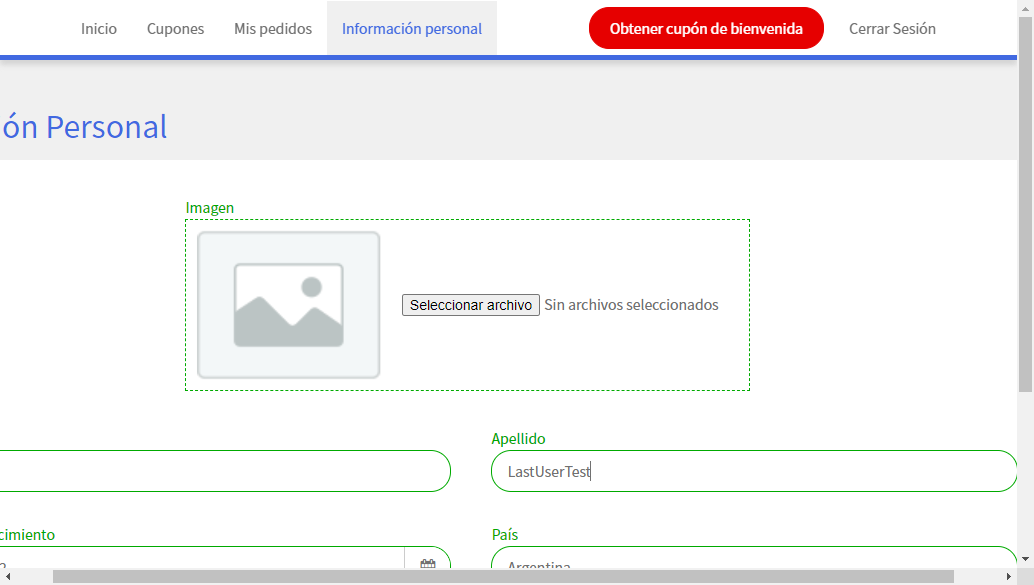 Inicio Cupones Mis pedidos Información personal Obtener cupón de bienvenida Cerrar Sesión
ón Personal
Imagen
Seleccionar archivo Sin archivos seleccionados
Apellido
LastUserTest
cimiento País
Argentina